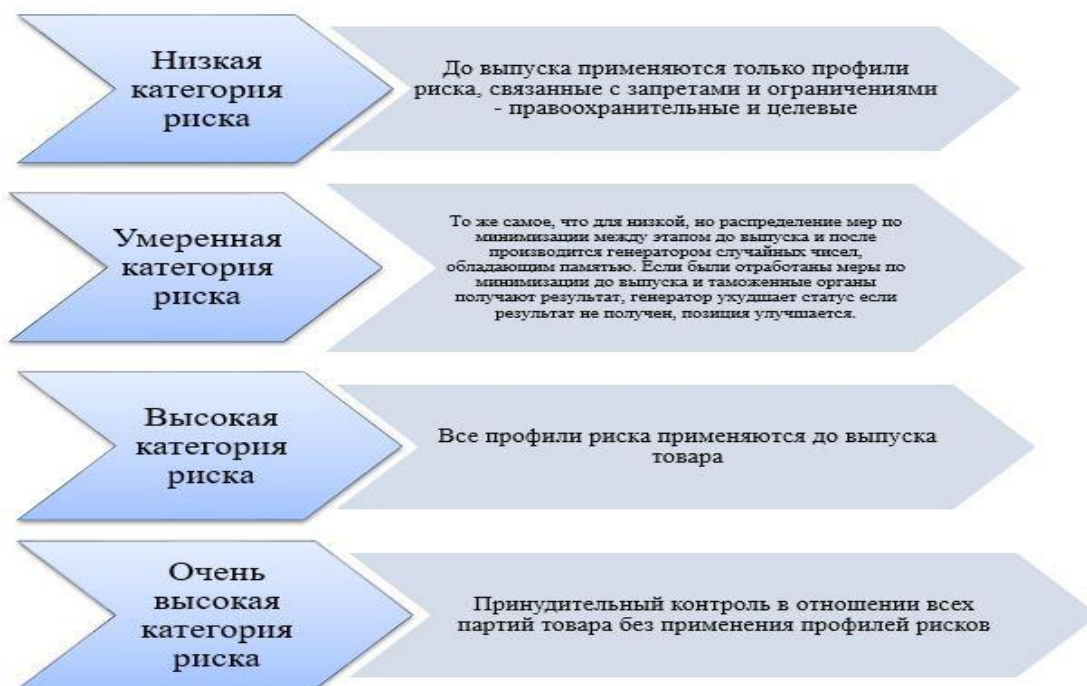 Низкая
категория
риска
До выпуска применяются только профили
риска, связанные с запретами и ограничениями
- правоохранительные и целевые
Умеренная
категория
риска
То же самое, что для низкой, но распределение мер по
минимизации между этапом до выпуска и после
производится генератором случайных чисел,
обладающим памятью. Если были отработаны меры по
минимизации до выпуска и таможенные органы
получают результат, генератор ухудшает статус если
результат не получен, позиция улучшается.
Высокая
категория
риска
Все профили риска применяются до выпуска
товара
Очень
высокая
категория
риска
Принудительный контроль в отношении всех
партий товара без применения профилей рисков